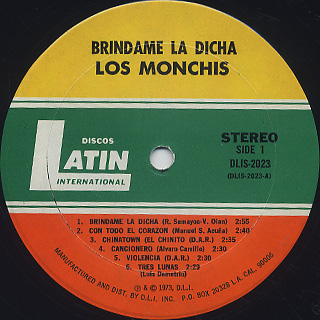 BRINDAME LA DICHA
LOS MONCHIS
DISCOS
LATIN
INTERNATIONAL
STEREO
SIDE 1
DLIS-2023
(DLIS-2023-A)
1. BRINDAME LA DICHA (R. Samayoa-V. Olan) 2:55
2. CON TODO EL CORAZON (Manuel S. Acuña) 2:40
3. CHINATOWN (EL CHINITO (D.A.R.) 2:35
4. CANCIONERO (Alvaro Carrillo) 2:30
5. VIOLENCIA (D.A.R.) 2:30
6. TRES LUNAS 2:29
(Luis Demetrio)
℗ & © 1973, D.L.I.
MANUFACTURED AND DIST. BY D.L.I., INC. P.O. BOX 20328 L.A. CAL. 90006